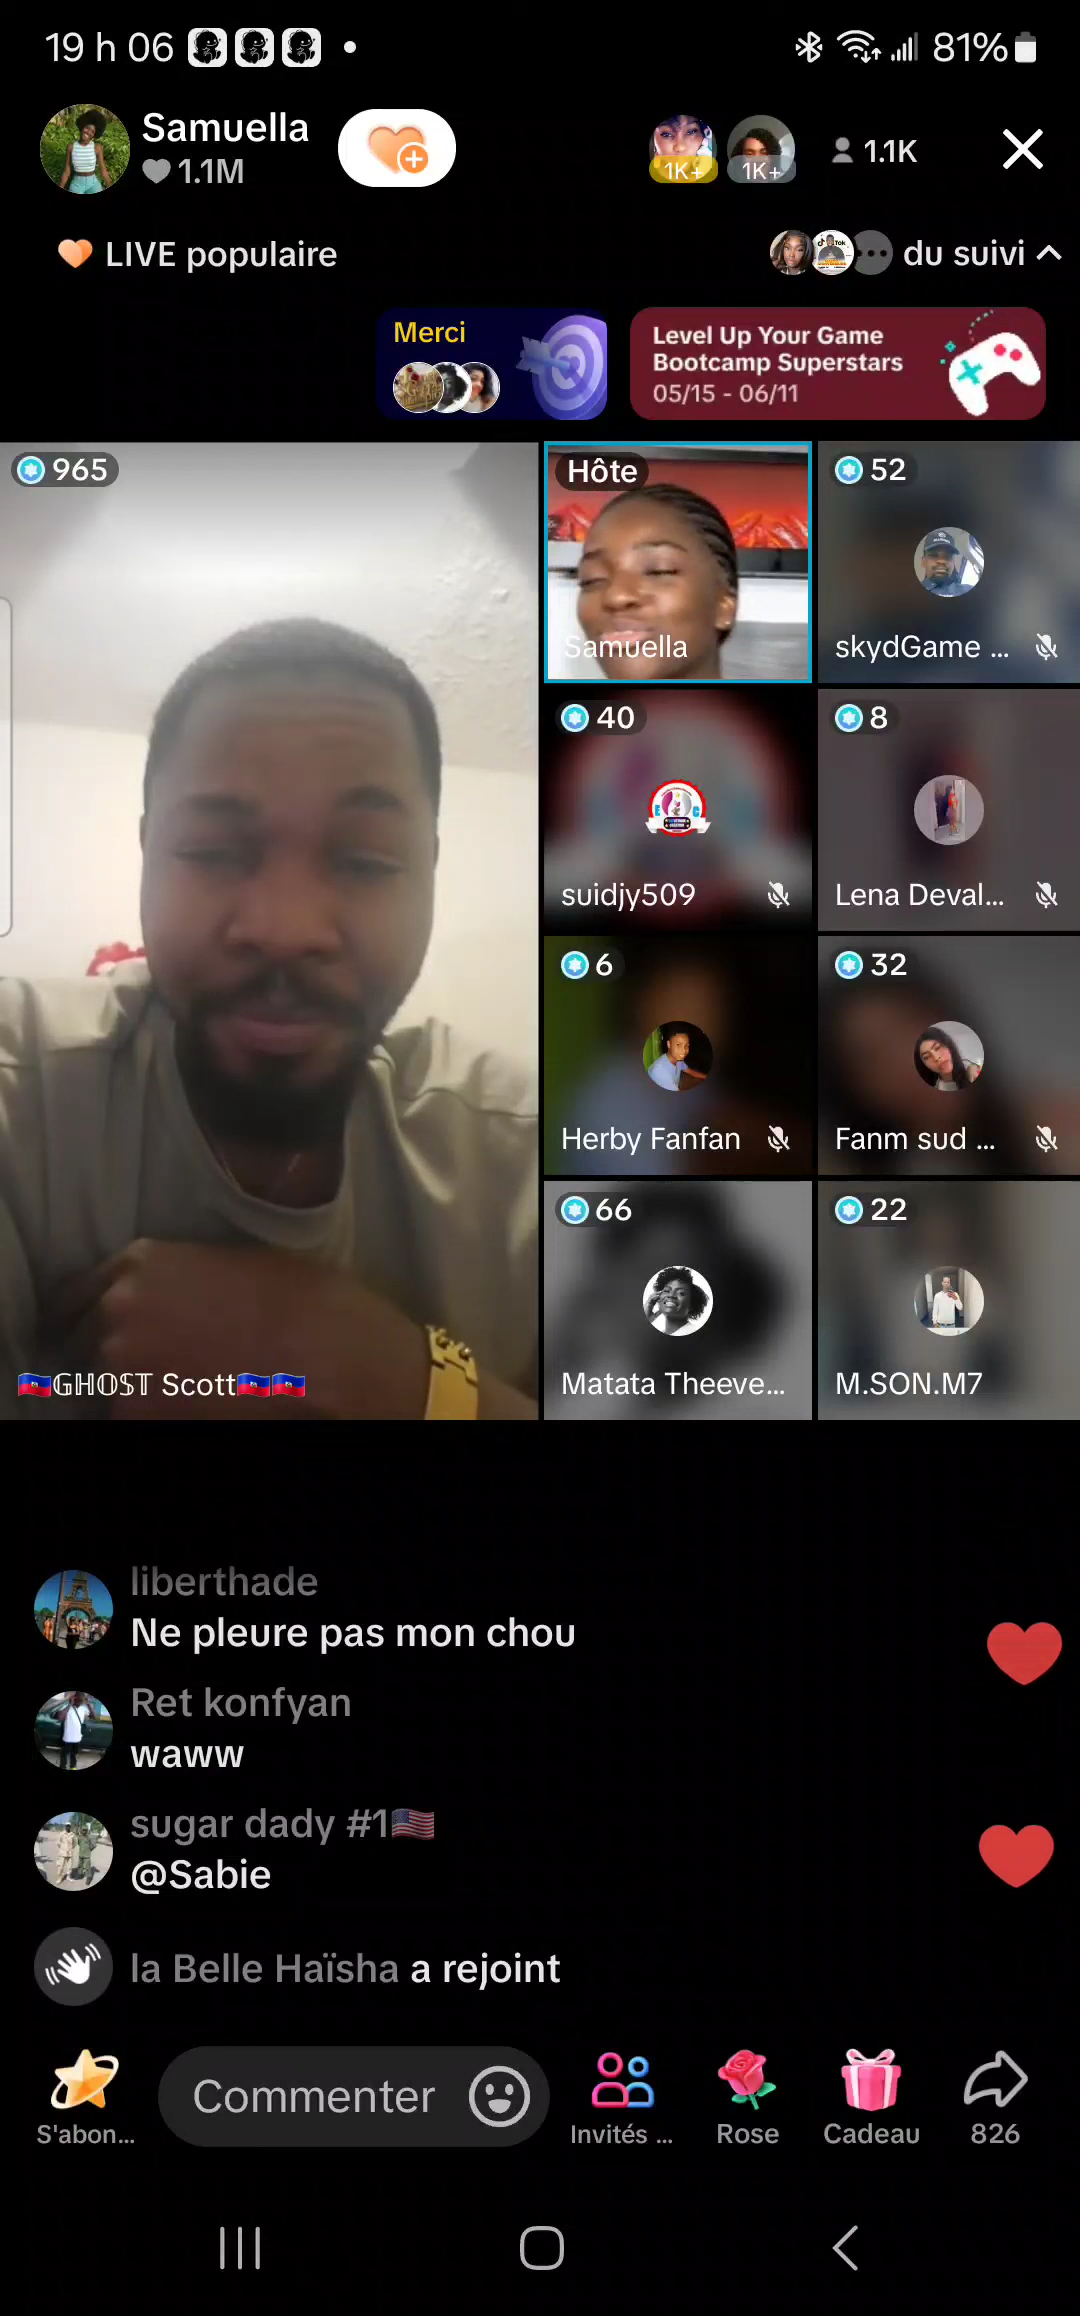 19 h 06
81%
Samuella
1.1M
1K+
1K+
1.1K
LIVE populaire
du suivi
Merci
Level Up Your Game
Bootcamp Superstars
05/15 - 06/11
965
Hôte
Samuella
52
skydGame ...
40
suidjy509
8
Lena Deval...
6
Herby Fanfan
32
Fanm sud ...
66
Matata Theeve...
22
M.SON.M7
🇭🇹𝔾ℍ𝕆𝕊𝕋 Scott🇭🇹🇭🇹
liberthade
Ne pleure pas mon chou
Ret konfyan
waww
sugar dady #1🇺🇸
@Sabie
la Belle Haïsha a rejoint
S'abon...
Commenter
Invités ...
Rose
Cadeau
826